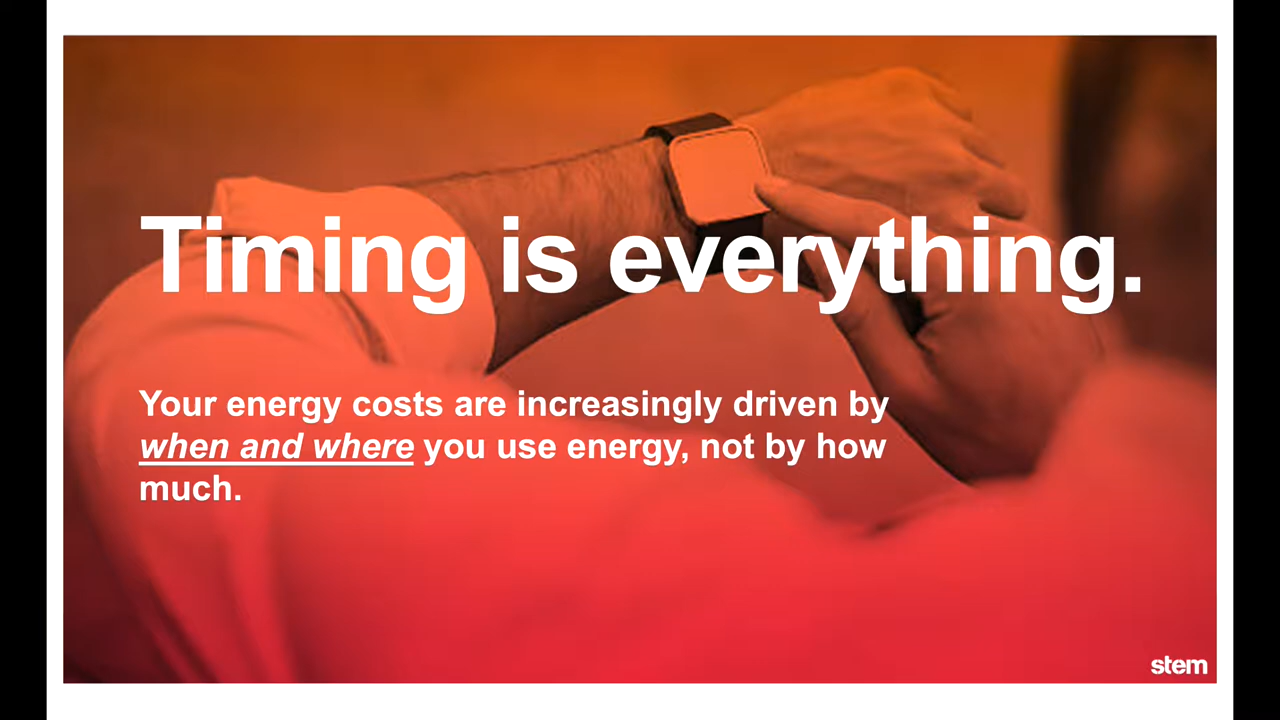 Timing is everything.
Your energy costs are increasingly driven by
when and where you use energy, not by how
much.
stem